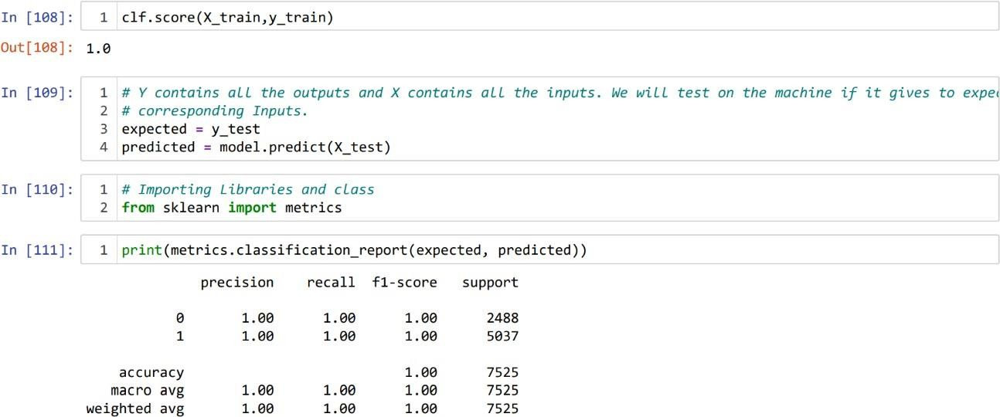 In [108]: 1 clf.score(X_train,y_train)
Out[108]: 1.0
In [109]: 1 # Y contains all the outputs and X contains all the inputs. We will test on the machine if it gives to expec
2 # corresponding Inputs.
3 expected = y_test
4 predicted = model.predict(X_test)
In [110]: 1 # Importing Libraries and class
2 from sklearn import metrics
In [111]: 1 print(metrics.classification_report(expected, predicted))
precision recall f1-score support
0 1.00 1.00 1.00 2488
1 1.00 1.00 1.00 5037
accuracy 1.00 7525
macro avg 1.00 1.00 1.00 7525
weighted avg 1.00 1.00 1.00 7525